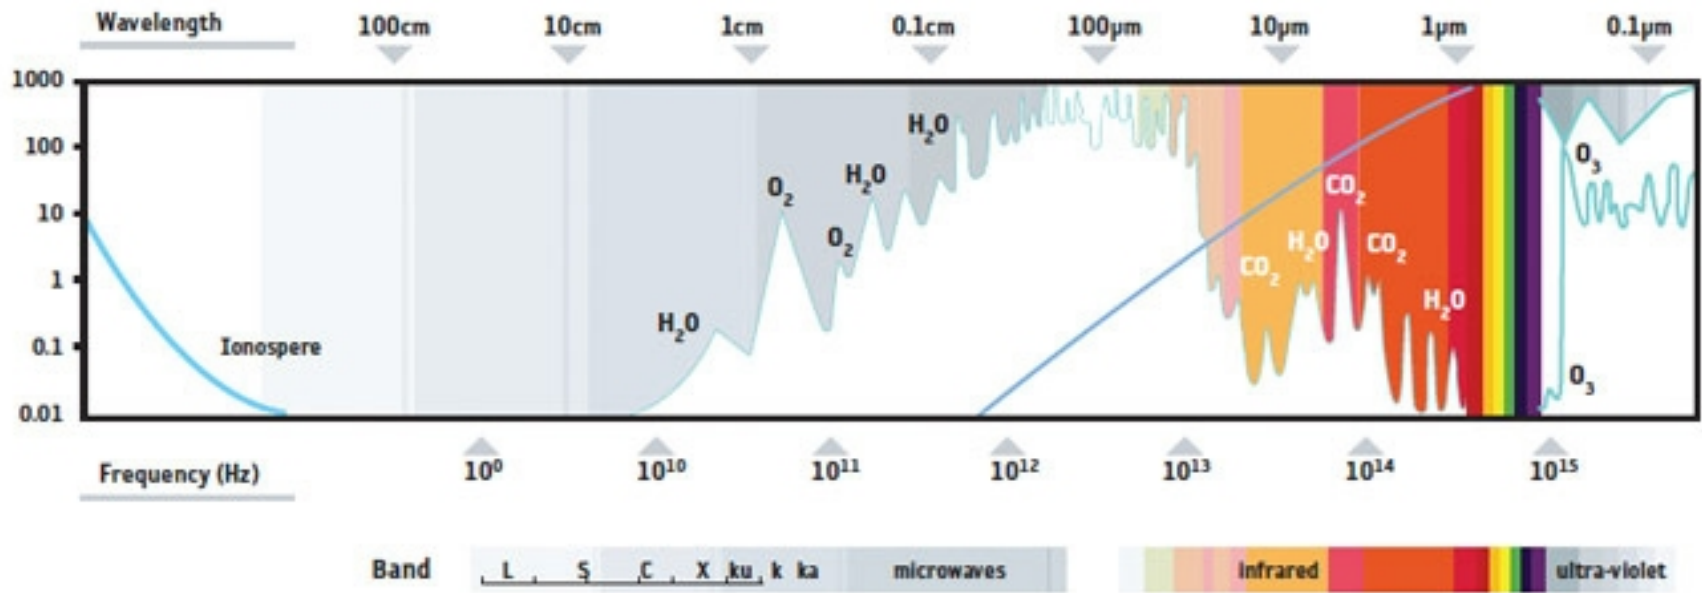 Wavelength 100cm 10cm 1cm 0.1cm 100µm 10µm 1µm 0.1µm
1000
100
10
1
0.1
0.01
H₂O
O₂
H₂O
O₂
H₂O
CO₂
H₂O
CO₂
CO₂
H₂O
O₃
O₃
Ionospere
Frequency (Hz) 10⁰ 10¹⁰ 10¹¹ 10¹² 10¹³ 10¹⁴ 10¹⁵
Band L S C X ku k ka microwaves infrared ultra-violet